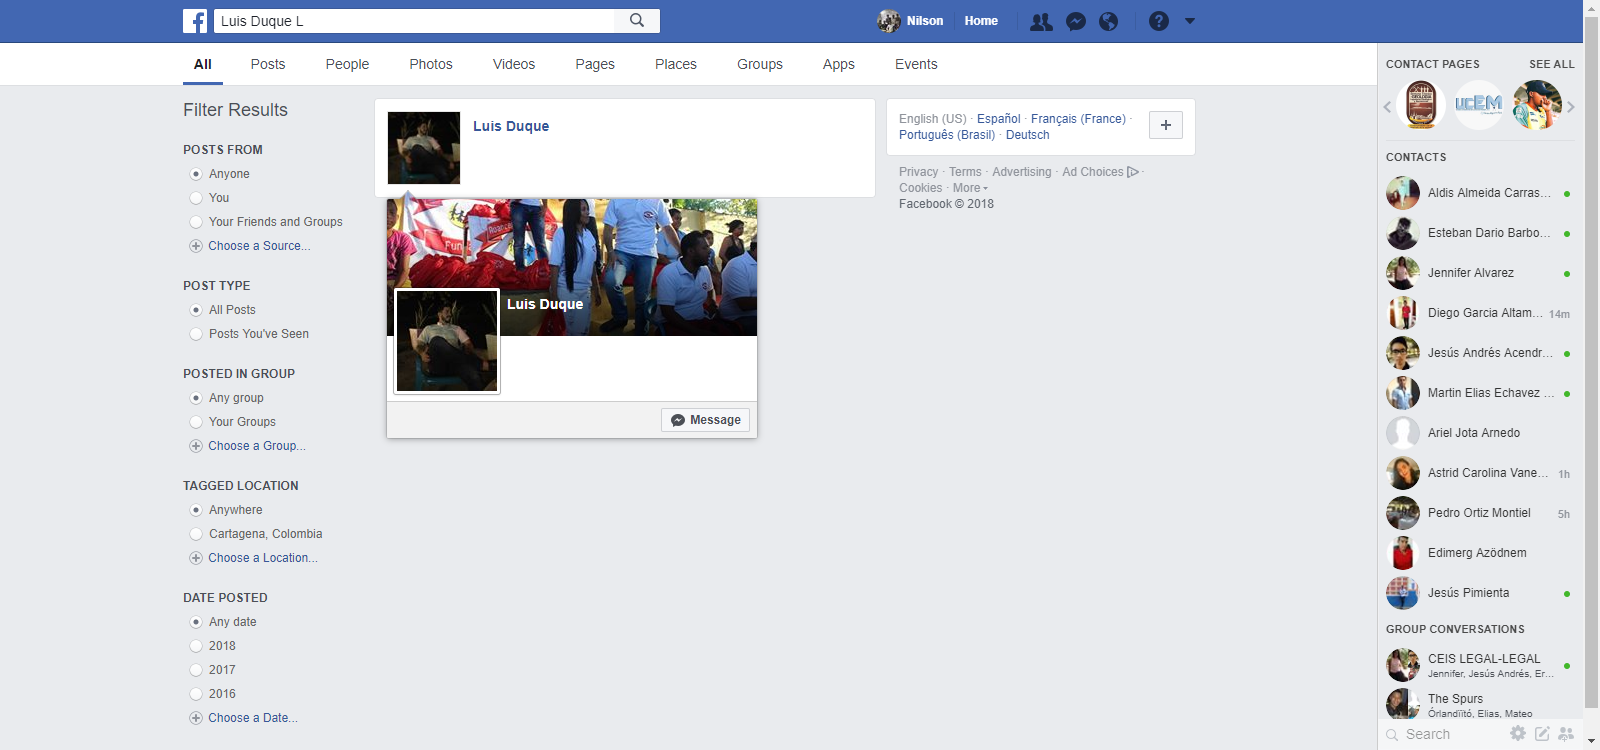 Luis Duque L
Nilson
Home
All
Posts
People
Photos
Videos
Pages
Places
Groups
Apps
Events
Filter Results
POSTS FROM
Anyone
You
Your Friends and Groups
Choose a Source...
POST TYPE
All Posts
Posts You've Seen
POSTED IN GROUP
Any group
Your Groups
Choose a Group...
TAGGED LOCATION
Anywhere
Cartagena, Colombia
Choose a Location...
DATE POSTED
Any date
2018
2017
2016
Choose a Date...
Luis Duque
Luis Duque
Message
English (US) · Español · Français (France) ·
Português (Brasil) · Deutsch
Privacy · Terms · Advertising · Ad Choices ·
Cookies · More
Facebook © 2018
CONTACT PAGES
SEE ALL
UCEM
CONTACTS
Aldis Almeida Carras...
Esteban Dario Barbo...
Jennifer Alvarez
Diego Garcia Altam... 14m
Jesús Andrés Acendr...
Martin Elias Echavez ...
Ariel Jota Arnedo
Astrid Carolina Vane... 1h
Pedro Ortiz Montiel 5h
Edimerg Azödnem
Jesús Pimienta
GROUP CONVERSATIONS
CEIS LEGAL-LEGAL
Jennifer, Jesús Andrés, Er...
The Spurs
Órlandïïtó, Elias, Mateo
Search